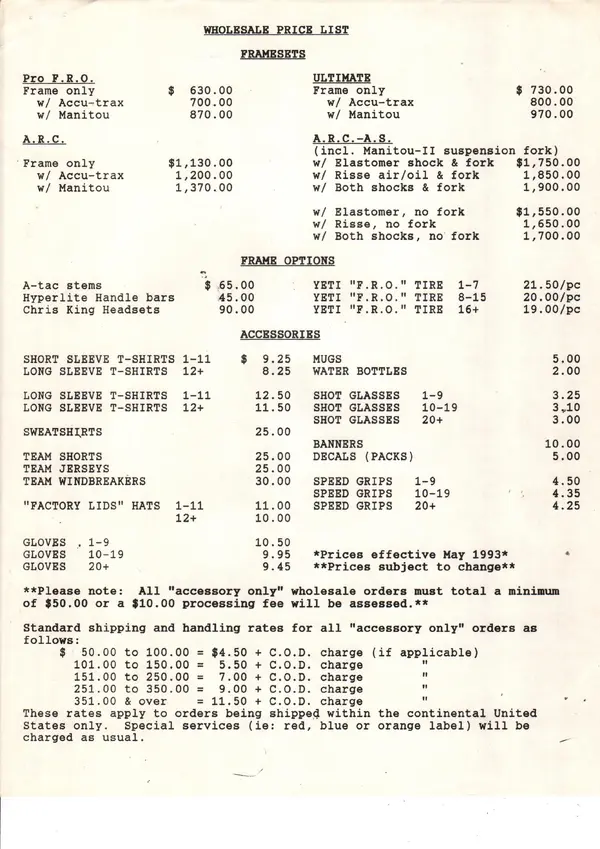 WHOLESALE PRICE LIST
FRAMESETS
Pro F.R.O.
Frame only $ 630.00
w/ Accu-trax 700.00
w/ Manitou 870.00
ULTIMATE
Frame only $ 730.00
w/ Accu-trax 800.00
w/ Manitou 970.00
A.R.C.
Frame only $1,130.00
w/ Accu-trax 1,200.00
w/ Manitou 1,370.00
A.R.C.-A.S.
(incl. Manitou-II suspension fork)
w/ Elastomer shock & fork $1,750.00
w/ Risse air/oil & fork 1,850.00
w/ Both shocks & fork 1,900.00
w/ Elastomer, no fork $1,550.00
w/ Risse, no fork 1,650.00
w/ Both shocks, no fork 1,700.00
FRAME OPTIONS
A-tac stems $ 65.00
Hyperlite Handle bars 45.00
Chris King Headsets 90.00
YETI "F.R.O." TIRE 1-7 21.50/pc
YETI "F.R.O." TIRE 8-15 20.00/pc
YETI "F.R.O." TIRE 16+ 19.00/pc
ACCESSORIES
SHORT SLEEVE T-SHIRTS 1-11 $ 9.25
LONG SLEEVE T-SHIRTS 12+ 8.25
LONG SLEEVE T-SHIRTS 1-11 12.50
LONG SLEEVE T-SHIRTS 12+ 11.50
SWEATSHIRTS 25.00
TEAM SHORTS 25.00
TEAM JERSEYS 25.00
TEAM WINDBREAKERS 30.00
"FACTORY LIDS" HATS 1-11 11.00
12+ 10.00
GLOVES 1-9 10.50
GLOVES 10-19 9.95
GLOVES 20+ 9.45
MUGS 5.00
WATER BOTTLES 2.00
SHOT GLASSES 1-9 3.25
SHOT GLASSES 10-19 3.10
SHOT GLASSES 20+ 3.00
BANNERS 10.00
DECALS (PACKS) 5.00
SPEED GRIPS 1-9 4.50
SPEED GRIPS 10-19 4.35
SPEED GRIPS 20+ 4.25
*Prices effective May 1993*
**Prices subject to change**
**Please note: All "accessory only" wholesale orders must total a minimum
of $50.00 or a $10.00 processing fee will be assessed.**
Standard shipping and handling rates for all "accessory only" orders as
follows:
$ 50.00 to 100.00 = $4.50 + C.O.D. charge (if applicable)
101.00 to 150.00 = 5.50 + C.O.D. charge "
151.00 to 250.00 = 7.00 + C.O.D. charge "
251.00 to 350.00 = 9.00 + C.O.D. charge "
351.00 & over = 11.50 + C.O.D. charge "
These rates apply to orders being shipped within the continental United
States only. Special services (ie: red, blue or orange label) will be
charged as usual.